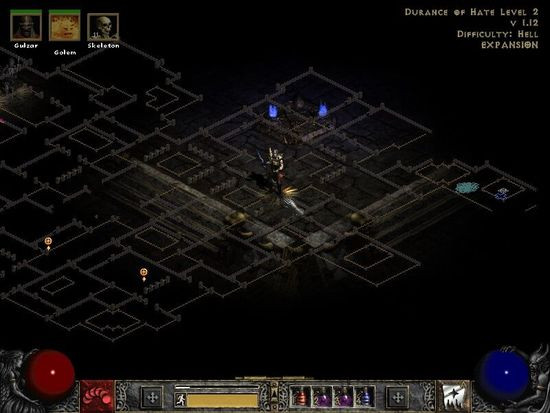 Durance of Hate Level 2
v 1.12
Difficulty: Hell
EXPANSION
Gulzar
Golem
Skeleton